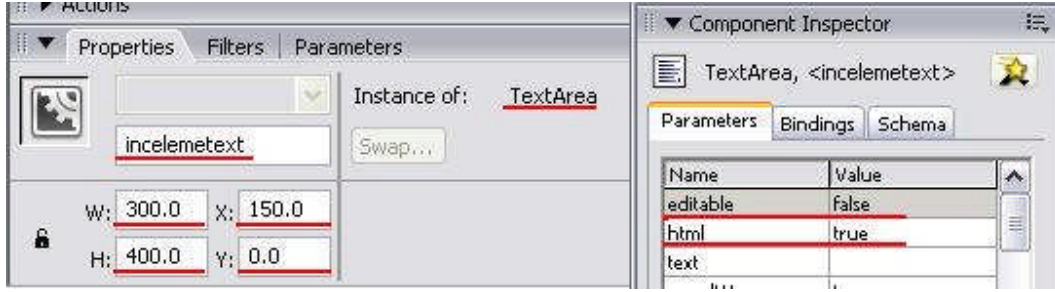 Actions
Properties Filters Parameters
Instance of: TextArea
incelemetext Swap...
W: 300.0 X: 150.0
H: 400.0 Y: 0.0
Component Inspector
TextArea, <incelemetext>
Parameters Bindings Schema
Name Value
editable false
html true
text